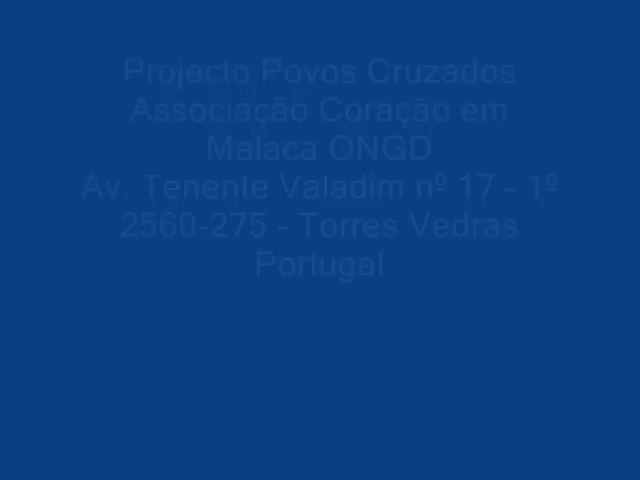 Projecto Povos Cruzados
Associação Coração em
Malaca ONGD
Av. Tenente Valadim nº 17 - 1º
2560-275 - Torres Vedras
Portugal